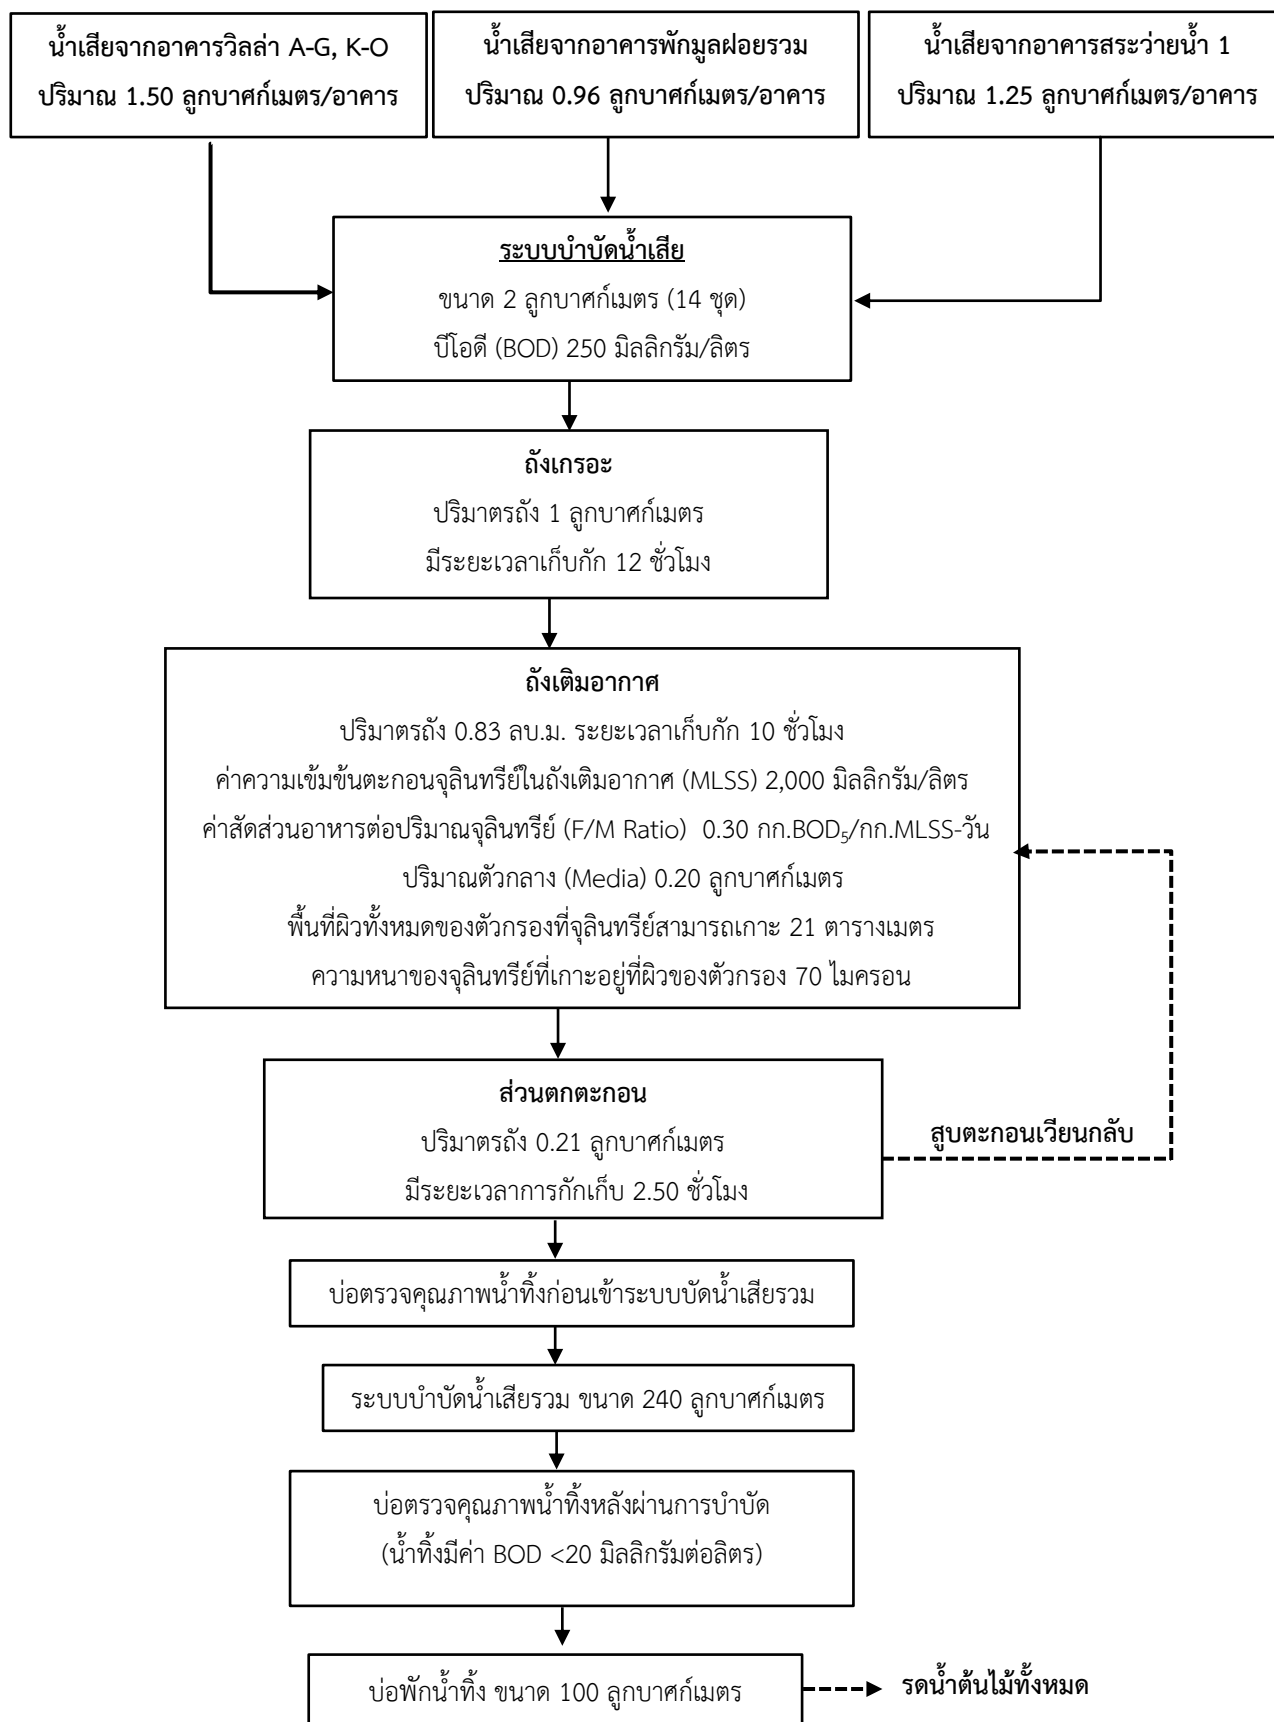 น้ำเสียจากอาคารวิลล่า A-G, K-O
ปริมาณ 1.50 ลูกบาศก์เมตร/อาคาร
น้ำเสียจากอาคารพักมูลฝอยรวม
ปริมาณ 0.96 ลูกบาศก์เมตร/อาคาร
น้ำเสียจากอาคารสระว่ายน้ำ 1
ปริมาณ 1.25 ลูกบาศก์เมตร/อาคาร
ระบบบำบัดน้ำเสีย
ขนาด 2 ลูกบาศก์เมตร (14 ชุด)
บีโอดี (BOD) 250 มิลลิกรัม/ลิตร
ถังเกรอะ
ปริมาตรถัง 1 ลูกบาศก์เมตร
มีระยะเวลาเก็บกัก 12 ชั่วโมง
ถังเติมอากาศ
ปริมาตรถัง 0.83 ลบ.ม. ระยะเวลาเก็บกัก 10 ชั่วโมง
ค่าความเข้มข้นตะกอนจุลินทรีย์ในถังเติมอากาศ (MLSS) 2,000 มิลลิกรัม/ลิตร
ค่าสัดส่วนอาหารต่อปริมาณจุลินทรีย์ (F/M Ratio) 0.30 กก.BOD₅/กก.MLSS-วัน
ปริมาณตัวกลาง (Media) 0.20 ลูกบาศก์เมตร
พื้นที่ผิวทั้งหมดของตัวกรองที่จุลินทรีย์สามารถเกาะ 21 ตารางเมตร
ความหนาของจุลินทรีย์ที่เกาะอยู่ที่ผิวของตัวกรอง 70 ไมครอน
ส่วนตกตะกอน
ปริมาตรถัง 0.21 ลูกบาศก์เมตร
มีระยะเวลาการกักเก็บ 2.50 ชั่วโมง
สูบตะกอนเวียนกลับ
บ่อตรวจคุณภาพน้ำทิ้งก่อนเข้าระบบบัดน้ำเสียรวม
ระบบบำบัดน้ำเสียรวม ขนาด 240 ลูกบาศก์เมตร
บ่อตรวจคุณภาพน้ำทิ้งหลังผ่านการบำบัด
(น้ำทิ้งมีค่า BOD <20 มิลลิกรัมต่อลิตร)
บ่อพักน้ำทิ้ง ขนาด 100 ลูกบาศก์เมตร
รดน้ำต้นไม้ทั้งหมด